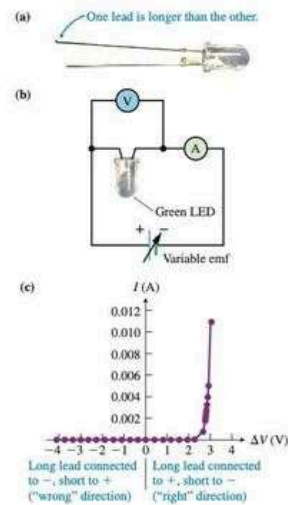 (a)
One lead is longer than the other.
(b)
V
A
Green LED
+ −
Variable emf
(c)
I (A)
0.012
0.010
0.008
0.006
0.004
0.002
−4 −3 −2 −1 0 1 2 3 4
ΔV (V)
Long lead connected
to −, short to +
("wrong" direction)
Long lead connected
to +, short to −
("right" direction)